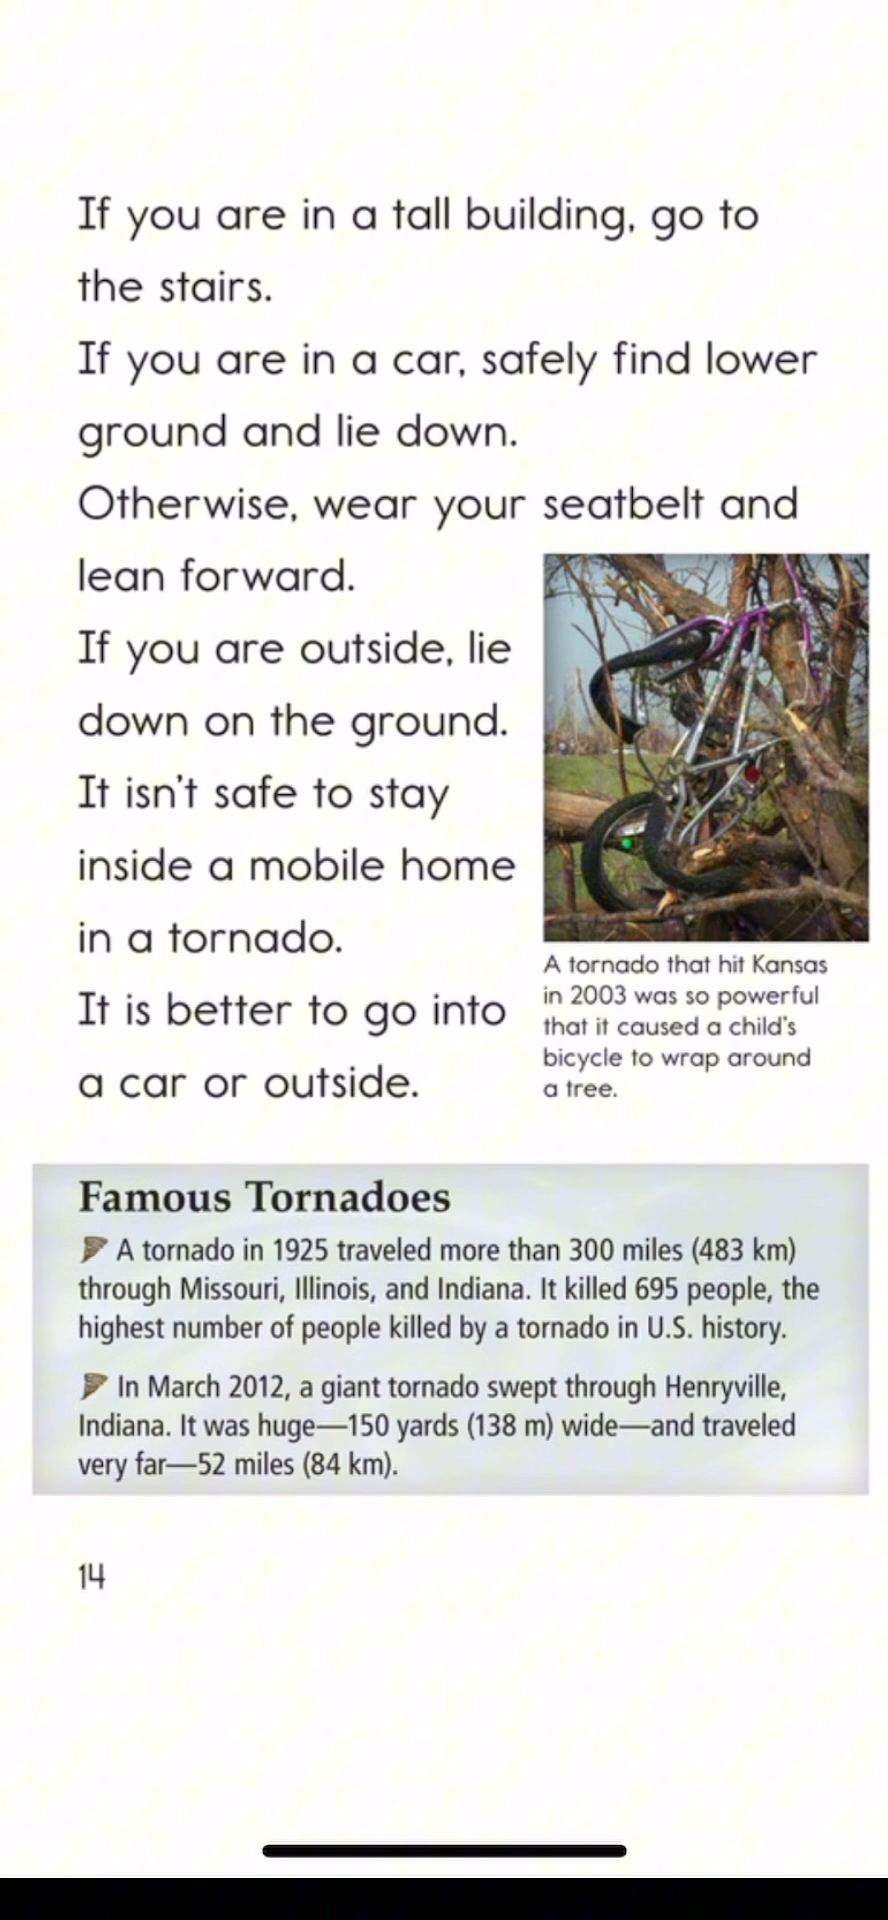 If you are in a tall building, go to
the stairs.
If you are in a car, safely find lower
ground and lie down.
Otherwise, wear your seatbelt and
lean forward.
If you are outside, lie
down on the ground.
It isn't safe to stay
inside a mobile home
in a tornado.
It is better to go into
a car or outside.
A tornado that hit Kansas
in 2003 was so powerful
that it caused a child's
bicycle to wrap around
a tree.
Famous Tornadoes
A tornado in 1925 traveled more than 300 miles (483 km)
through Missouri, Illinois, and Indiana. It killed 695 people, the
highest number of people killed by a tornado in U.S. history.
In March 2012, a giant tornado swept through Henryville,
Indiana. It was huge—150 yards (138 m) wide—and traveled
very far—52 miles (84 km).
14